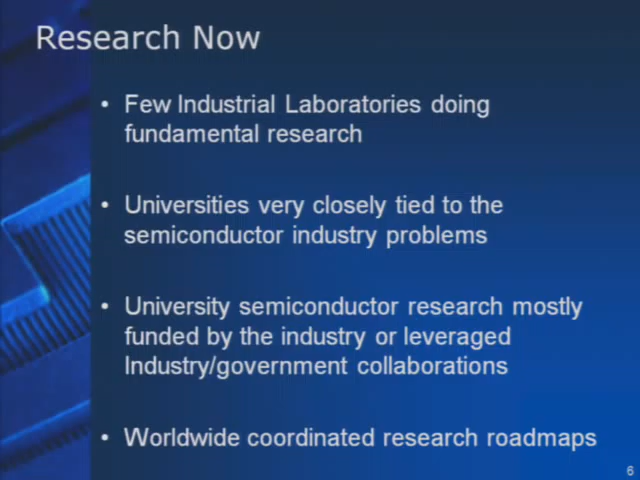 Research Now
• Few Industrial Laboratories doing
fundamental research
• Universities very closely tied to the
semiconductor industry problems
• University semiconductor research mostly
funded by the industry or leveraged
Industry/government collaborations
• Worldwide coordinated research roadmaps
6